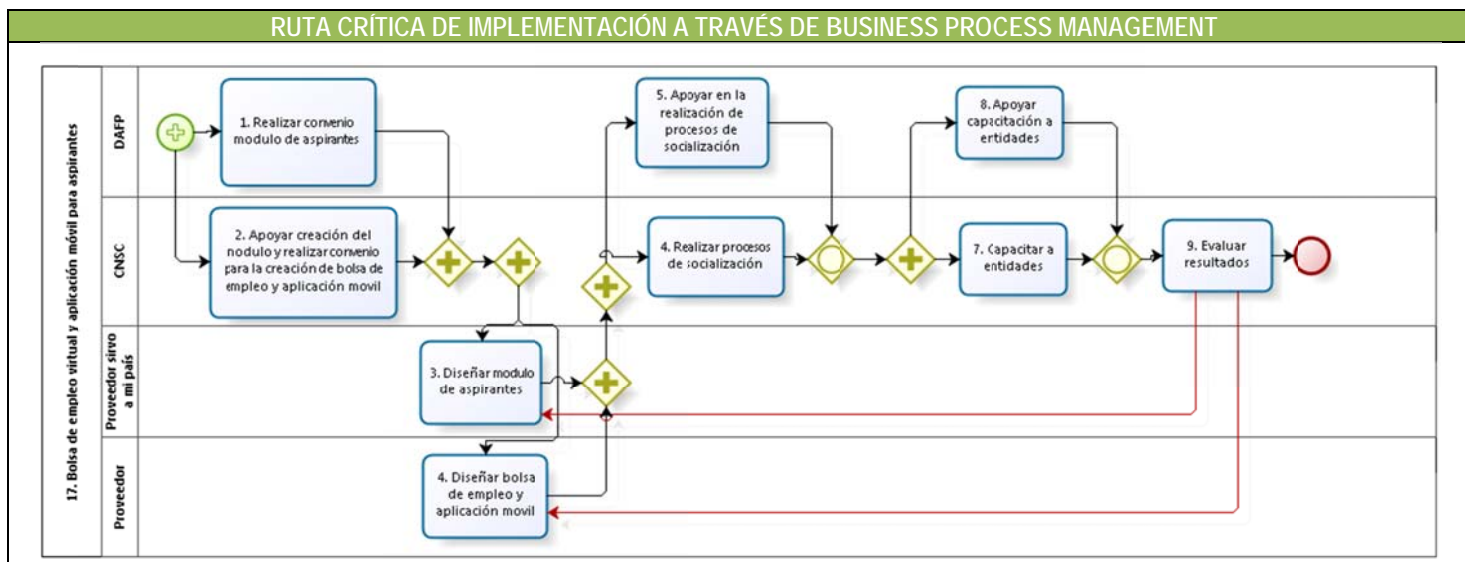 RUTA CRÍTICA DE IMPLEMENTACIÓN A TRAVÉS DE BUSINESS PROCESS MANAGEMENT
17. Bolsa de empleo virtual y aplicación móvil para aspirantes
DAFP
1. Realizar convenio
modulo de aspirantes
5. Apoyar en la
realización de
procesos de
socialización
8. Apoyar
capacitación a
entidades
CNSC
2. Apoyar creación del
modulo y realizar convenio
para la creación de bolsa de
empleo y aplicación movil
4. Realizar procesos
de socialización
7. Capacitar a
entidades
9. Evaluar
resultados
Proveedor sirvo
a mi país
3. Diseñar modulo
de aspirantes
Proveedor
4. Diseñar bolsa
de empleo y
aplicación movil